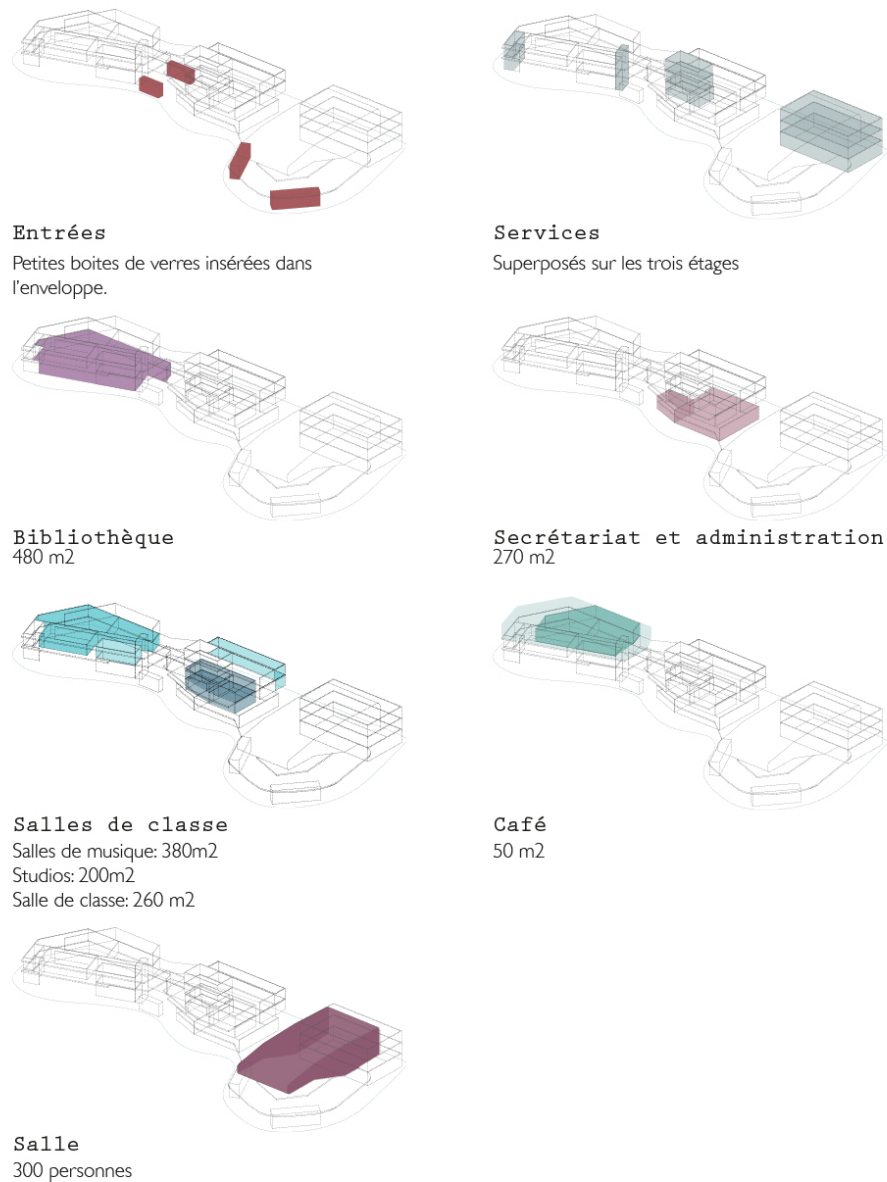 Entrées
Petites boites de verres insérées dans
l'enveloppe.
Services
Superposés sur les trois étages
Bibliothèque
480 m2
Secrétariat et administration
270 m2
Salles de classe
Salles de musique: 380m2
Studios: 200m2
Salle de classe: 260 m2
Café
50 m2
Salle
300 personnes